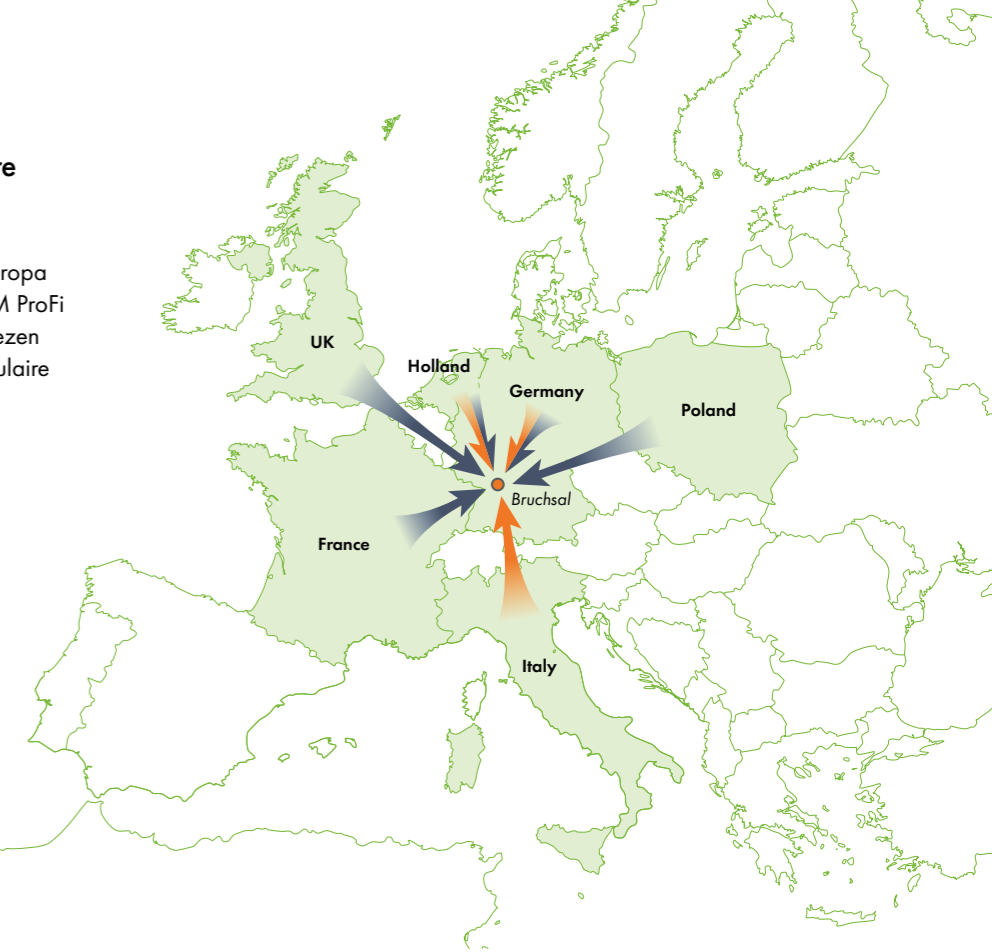 re
ropa
M ProFi
ezen
ulaire
UK
Holland
Germany
Poland
Bruchsal
France
Italy